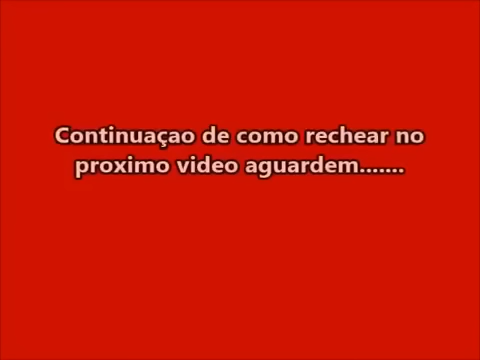 Continuaçao de como rechear no
proximo video aguardem.......